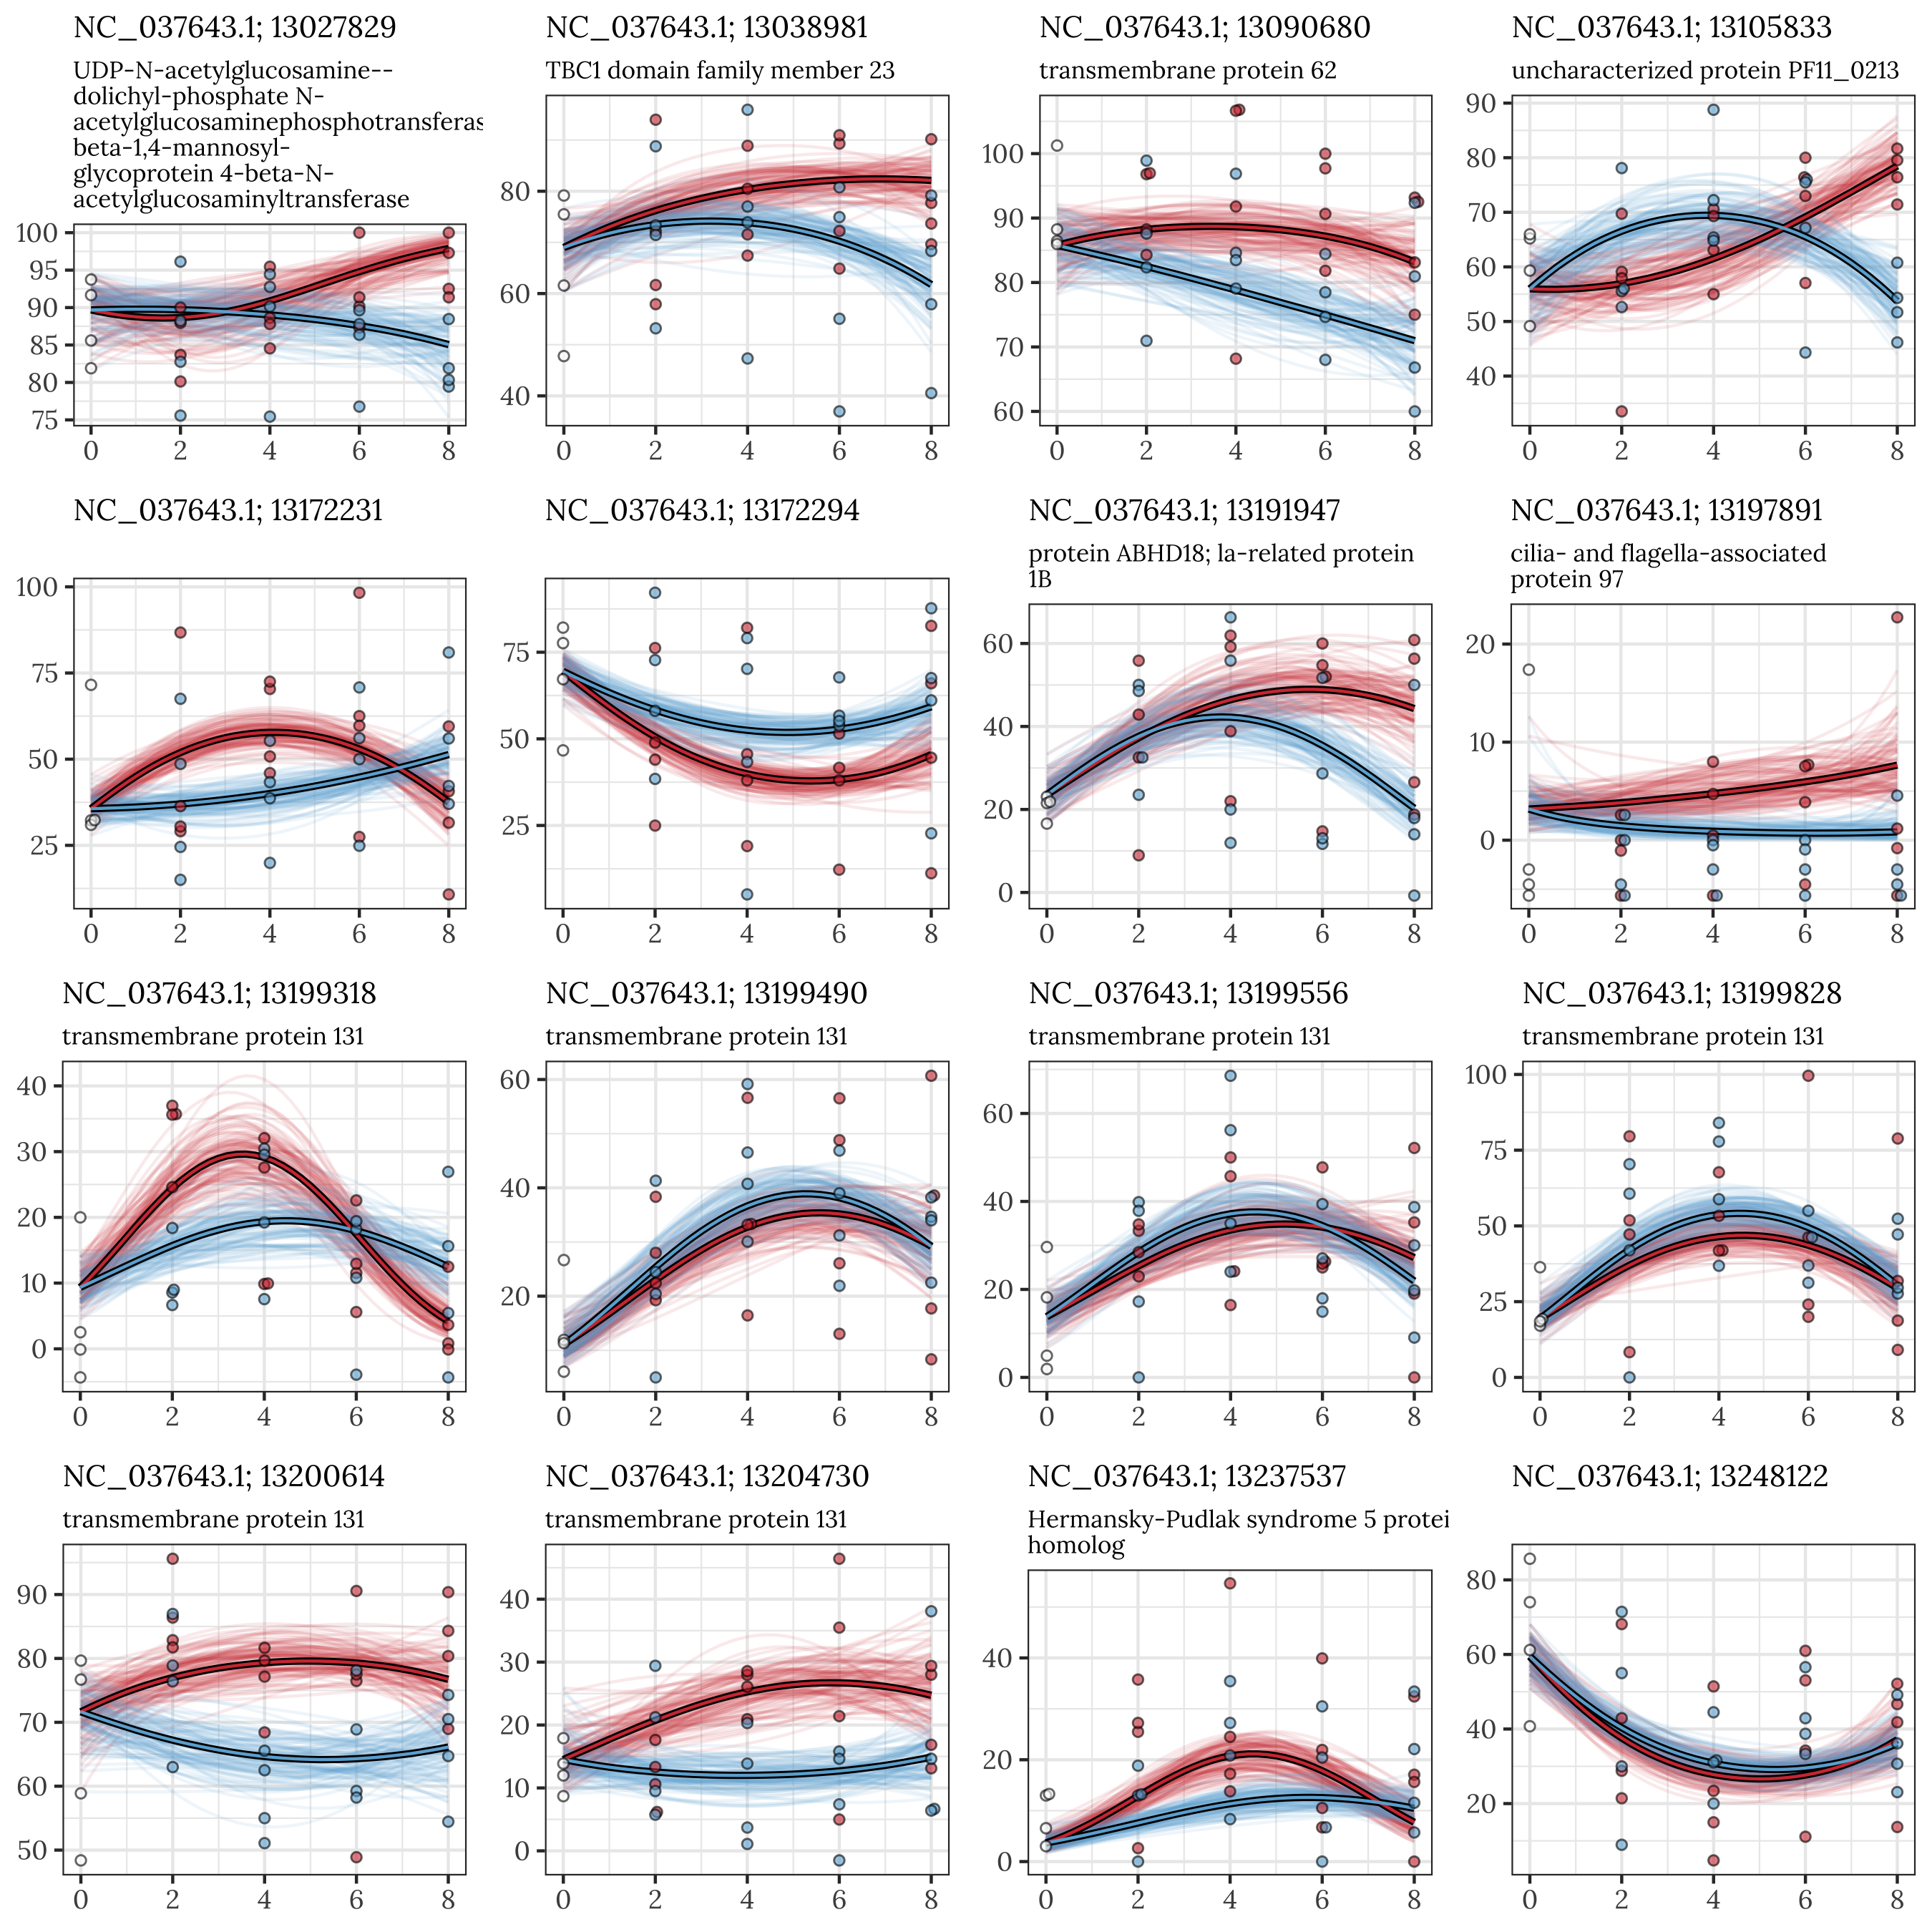 NC_037643.1; 13027829
UDP-N-acetylglucosamine--
dolichyl-phosphate N-
acetylglucosaminephosphotransferas
beta-1,4-mannosyl-
glycoprotein 4-beta-N-
acetylglucosaminyltransferase
100
95
90
85
80
75
0 2 4 6 8
NC_037643.1; 13038981
TBC1 domain family member 23
80
60
40
0 2 4 6 8
NC_037643.1; 13090680
transmembrane protein 62
100
90
80
70
60
0 2 4 6 8
NC_037643.1; 13105833
uncharacterized protein PF11_0213
90
80
70
60
50
40
0 2 4 6 8
NC_037643.1; 13172231
100
75
50
25
0 2 4 6 8
NC_037643.1; 13172294
75
50
25
0 2 4 6 8
NC_037643.1; 13191947
protein ABHD18; la-related protein
1B
60
40
20
0
0 2 4 6 8
NC_037643.1; 13197891
cilia- and flagella-associated
protein 97
20
10
0
0 2 4 6 8
NC_037643.1; 13199318
transmembrane protein 131
40
30
20
10
0
0 2 4 6 8
NC_037643.1; 13199490
transmembrane protein 131
60
40
20
0 2 4 6 8
NC_037643.1; 13199556
transmembrane protein 131
60
40
20
0
0 2 4 6 8
NC_037643.1; 13199828
transmembrane protein 131
100
75
50
25
0
0 2 4 6 8
NC_037643.1; 13200614
transmembrane protein 131
90
80
70
60
50
0 2 4 6 8
NC_037643.1; 13204730
transmembrane protein 131
40
30
20
10
0
0 2 4 6 8
NC_037643.1; 13237537
Hermansky-Pudlak syndrome 5 protei
homolog
40
20
0
0 2 4 6 8
NC_037643.1; 13248122
80
60
40
20
0 2 4 6 8